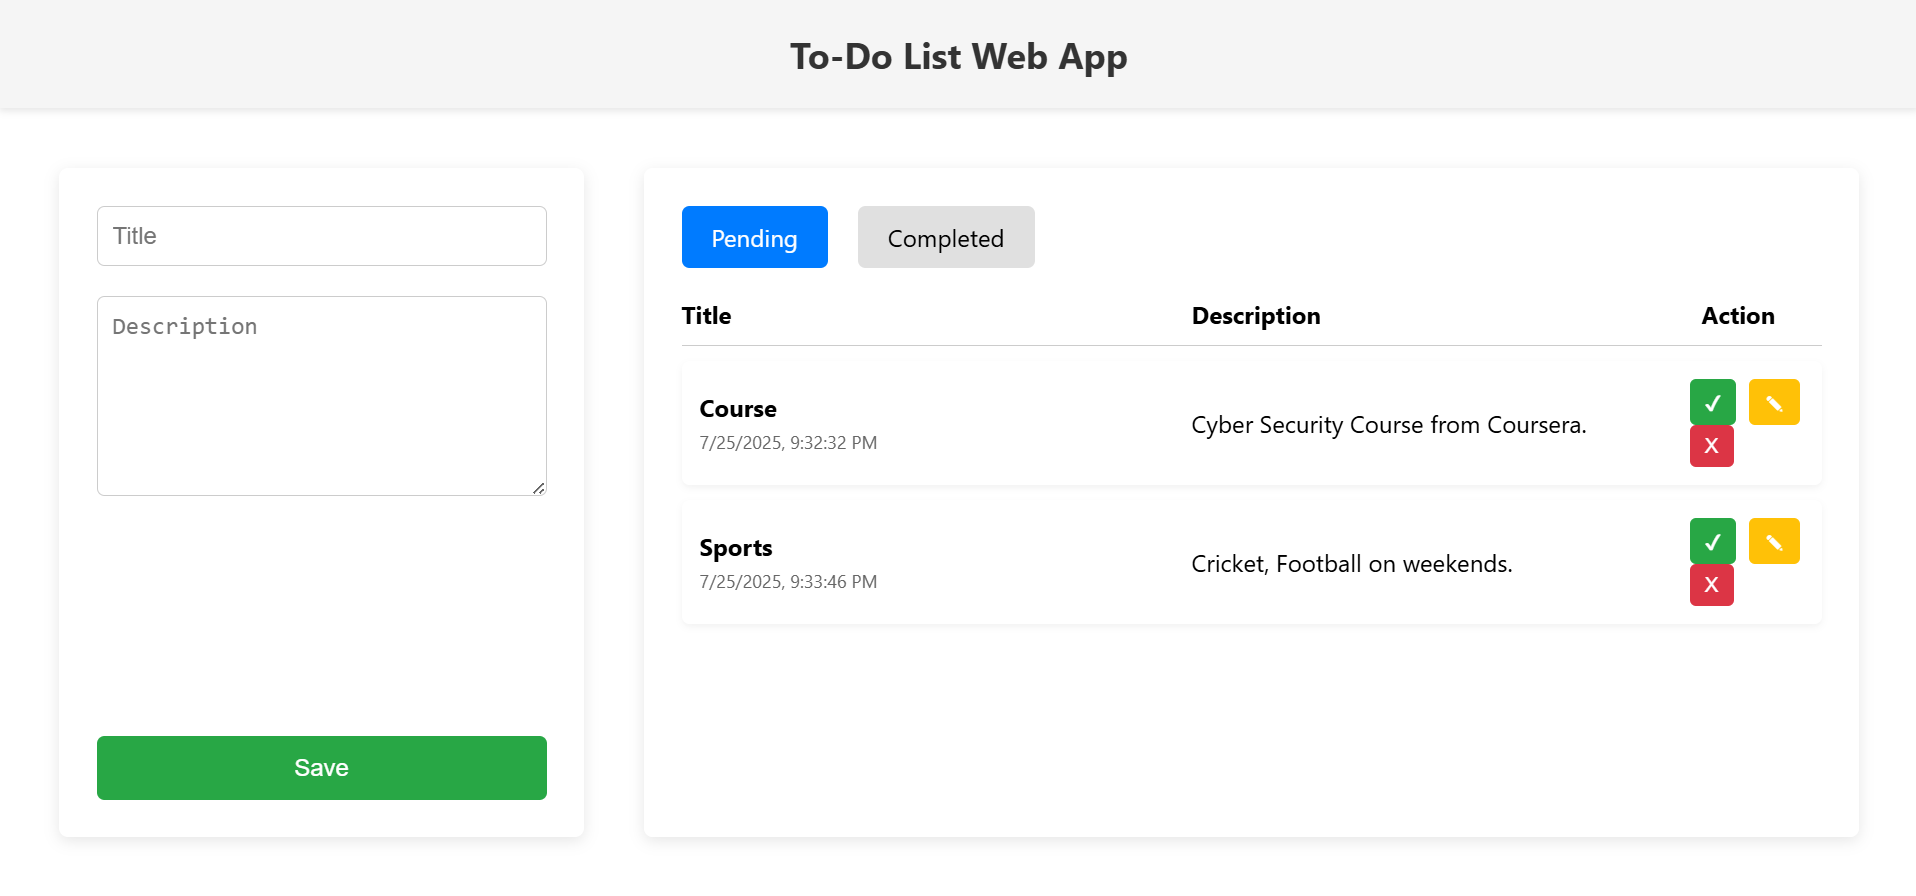 To-Do List Web App
Title
Description
Save
Pending Completed
Title Description Action
Course
7/25/2025, 9:32:32 PM
Cyber Security Course from Coursera.
✓
X
Sports
7/25/2025, 9:33:46 PM
Cricket, Football on weekends.
✓
X